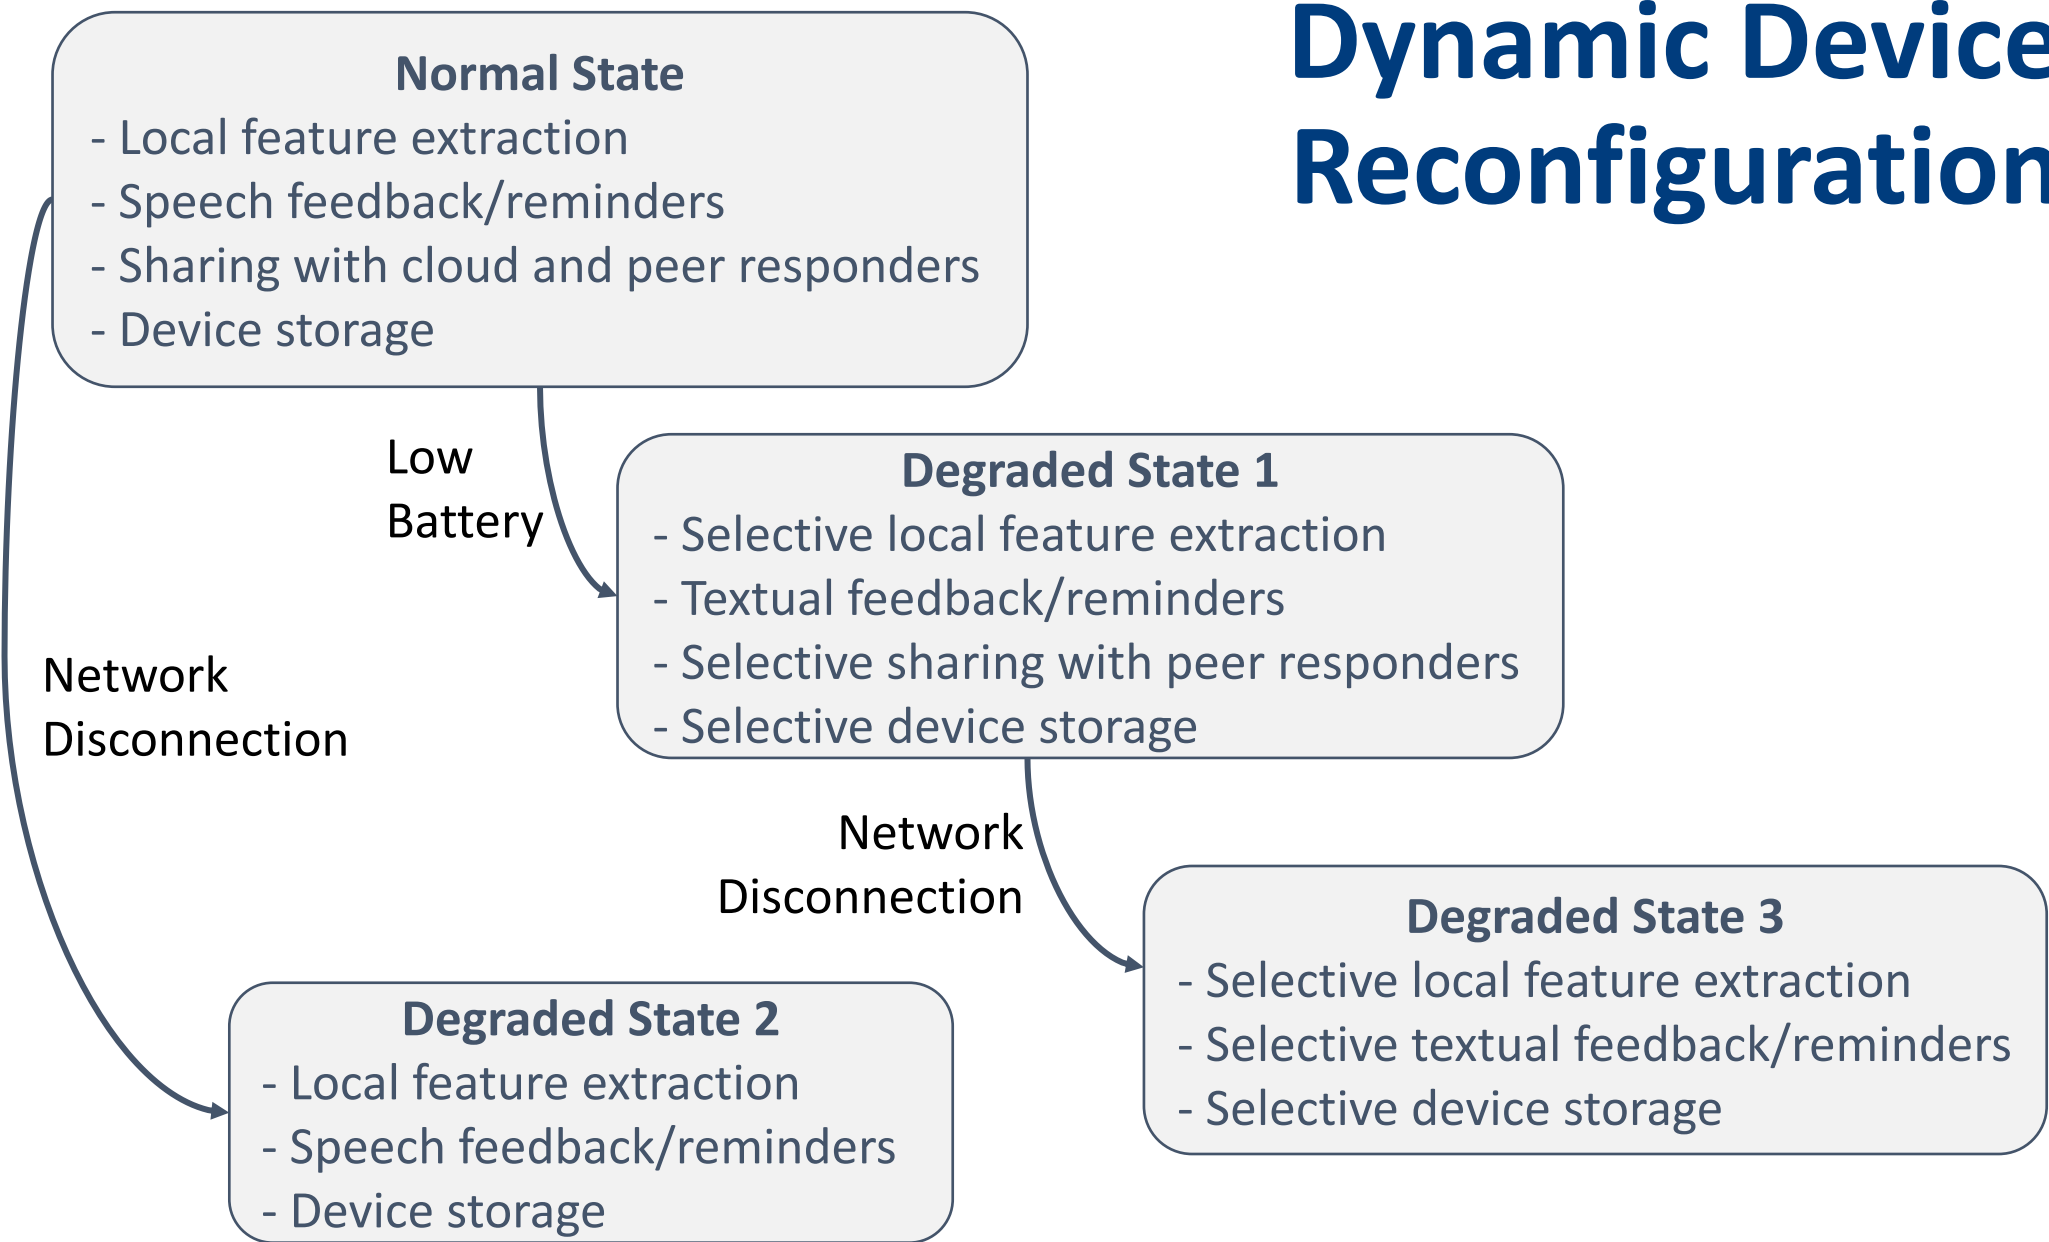 Dynamic Device
Reconfiguration
Normal State
- Local feature extraction
- Speech feedback/reminders
- Sharing with cloud and peer responders
- Device storage
Low
Battery
Degraded State 1
- Selective local feature extraction
- Textual feedback/reminders
- Selective sharing with peer responders
- Selective device storage
Network
Disconnection
Network
Disconnection
Degraded State 3
- Selective local feature extraction
- Selective textual feedback/reminders
- Selective device storage
Degraded State 2
- Local feature extraction
- Speech feedback/reminders
- Device storage